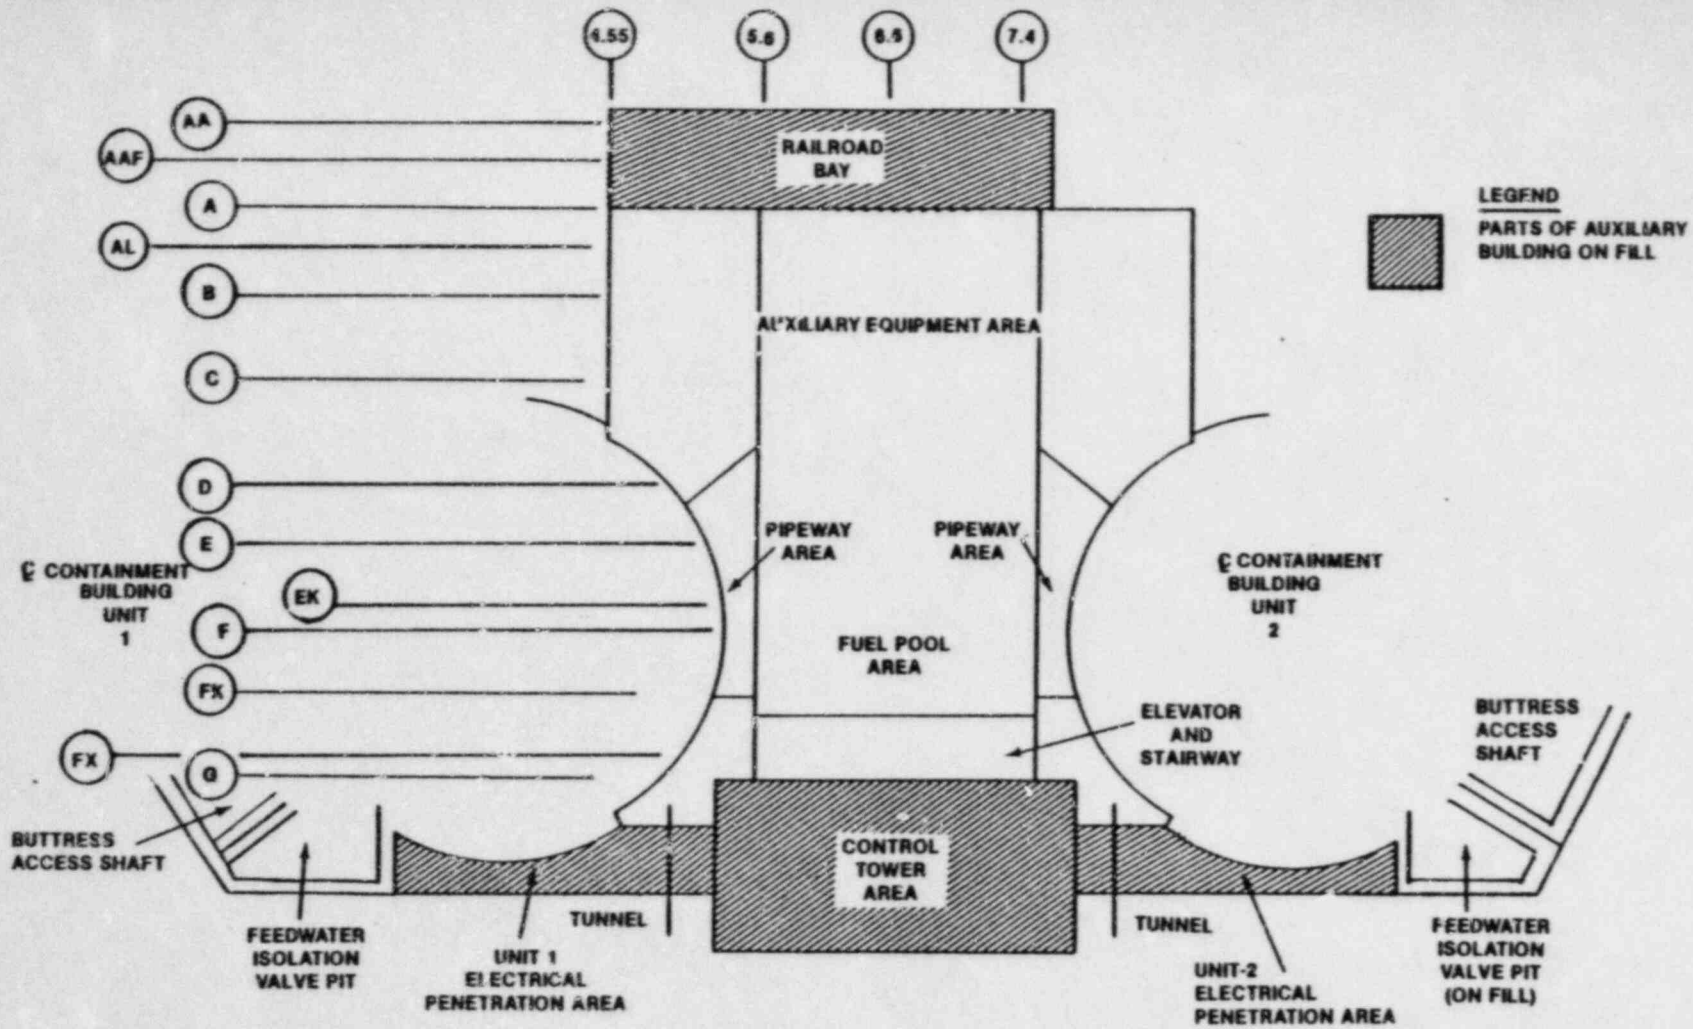 4.55
5.6
6.5
7.4
AA
AAF
A
AL
B
C
D
E
EK
F
FX
FX
G
RAILROAD
BAY
LEGEND
PARTS OF AUXILIARY
BUILDING ON FILL
AUXILIARY EQUIPMENT AREA
PIPEWAY
AREA
PIPEWAY
AREA
℄ CONTAINMENT
BUILDING
UNIT
1
℄ CONTAINMENT
BUILDING
UNIT
2
FUEL POOL
AREA
ELEVATOR
AND
STAIRWAY
BUTTRESS
ACCESS
SHAFT
BUTTRESS
ACCESS SHAFT
CONTROL
TOWER
AREA
TUNNEL
TUNNEL
FEEDWATER
ISOLATION
VALVE PIT
UNIT 1
ELECTRICAL
PENETRATION AREA
UNIT-2
ELECTRICAL
PENETRATION AREA
FEEDWATER
ISOLATION
VALVE PIT
(ON FILL)